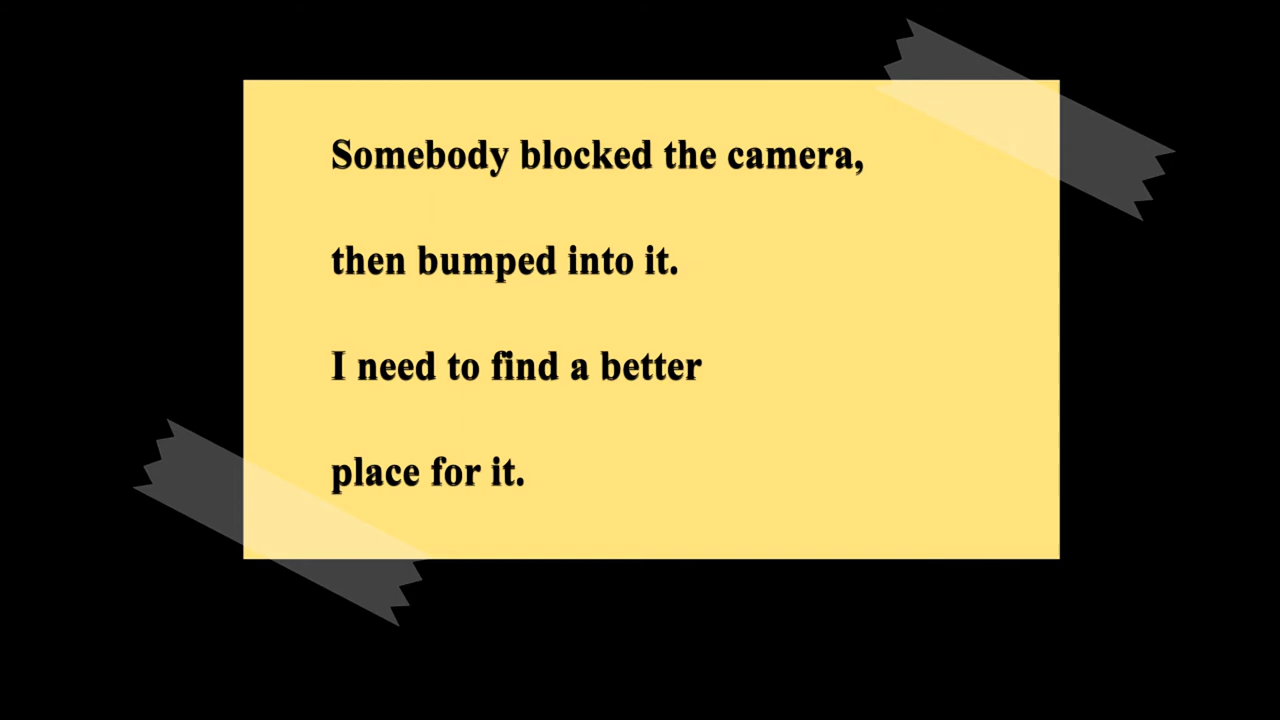 Somebody blocked the camera,
then bumped into it.
I need to find a better
place for it.